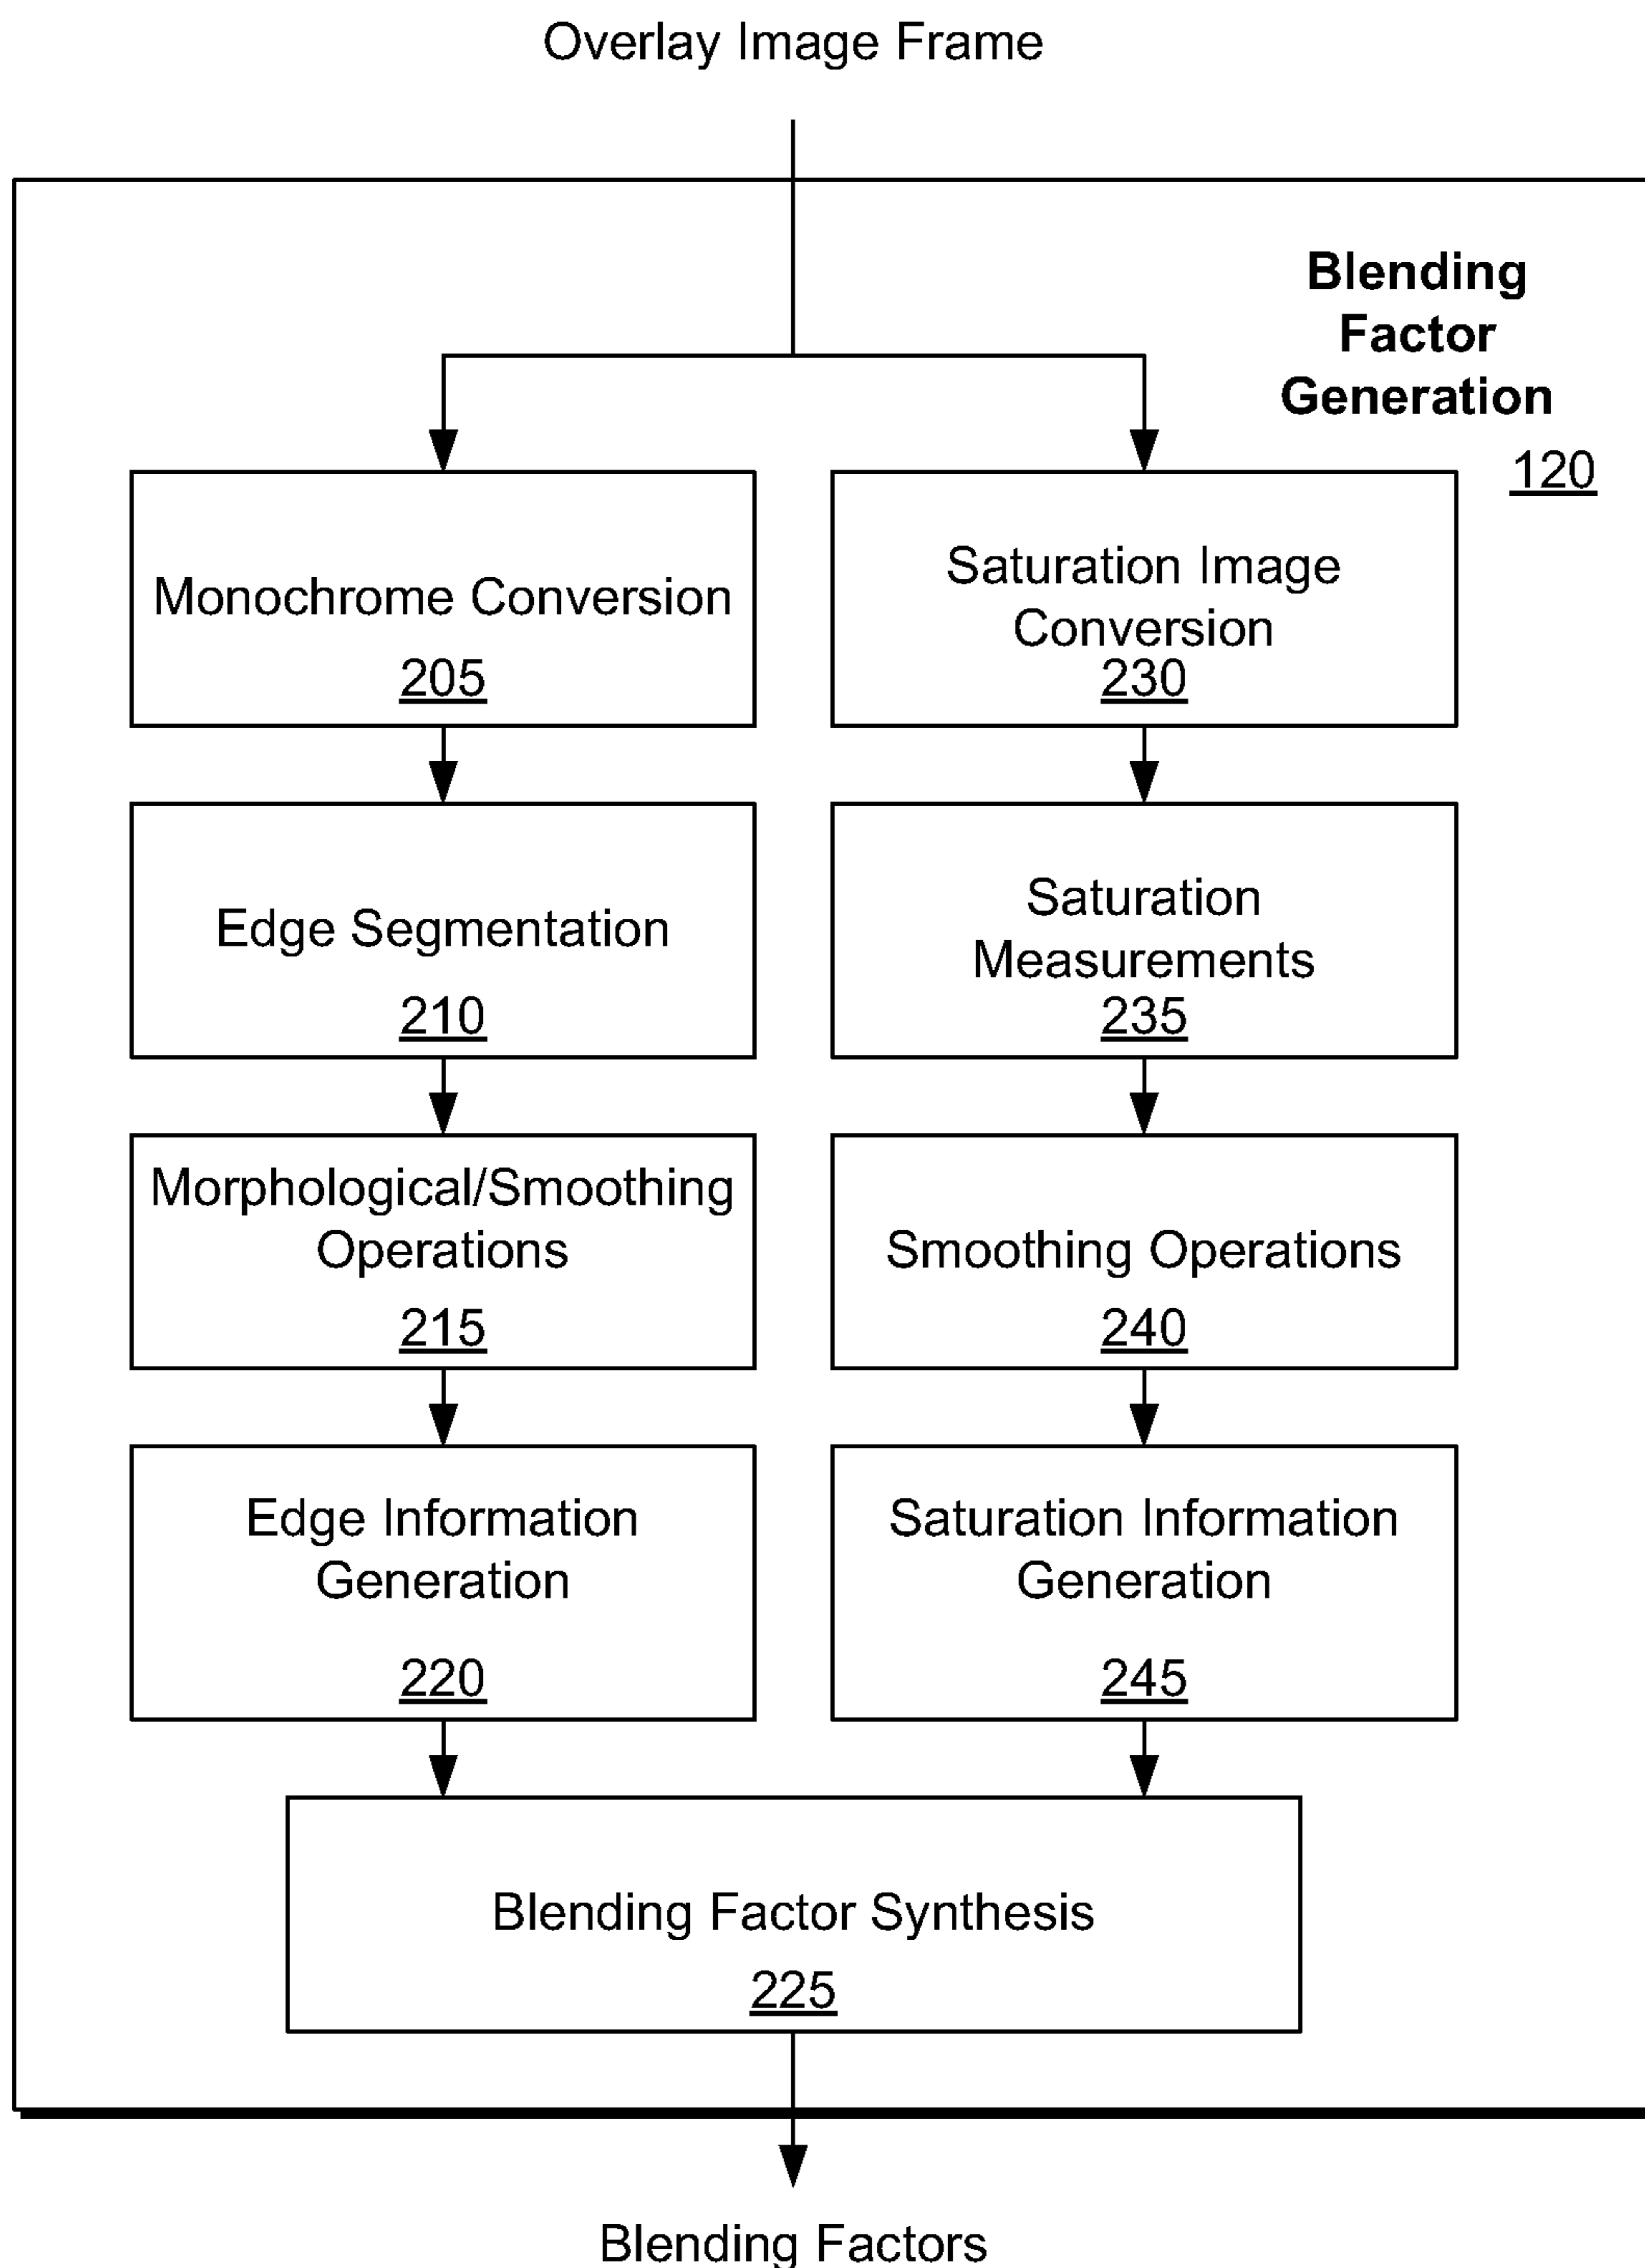 Overlay Image Frame
Blending
Factor
Generation
120
Monochrome Conversion
205
Saturation Image
Conversion
230
Edge Segmentation
210
Saturation
Measurements
235
Morphological/Smoothing
Operations
215
Smoothing Operations
240
Edge Information
Generation
220
Saturation Information
Generation
245
Blending Factor Synthesis
225
Blending Factors